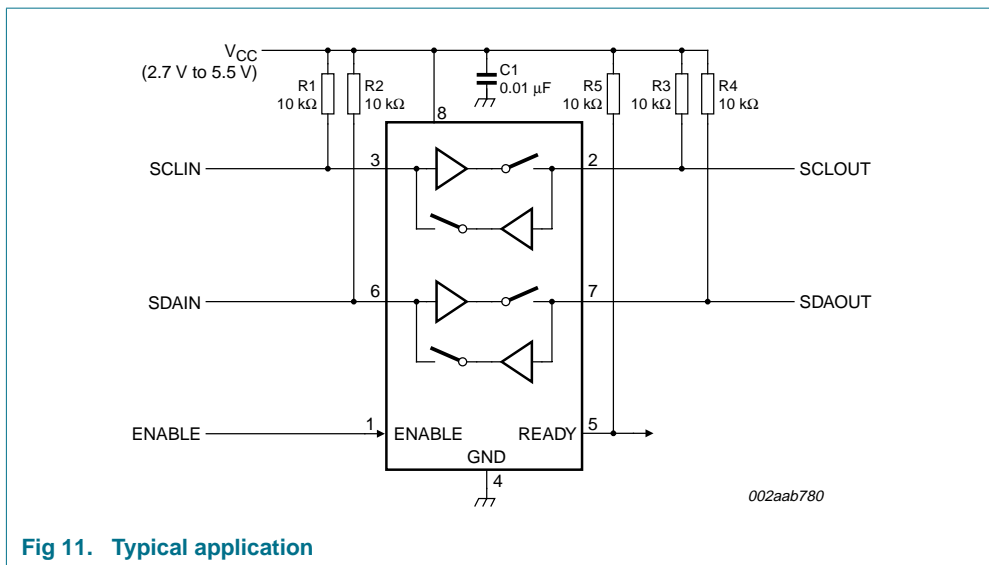 VCC
(2.7 V to 5.5 V)
R1
10 kΩ
R2
10 kΩ
C1
0.01 μF
R5
10 kΩ
R3
10 kΩ
R4
10 kΩ
8
SCLIN
3
2
SCLOUT
SDAIN
6
7
SDAOUT
ENABLE
1
ENABLE
READY
5
GND
4
002aab780
Fig 11. Typical application